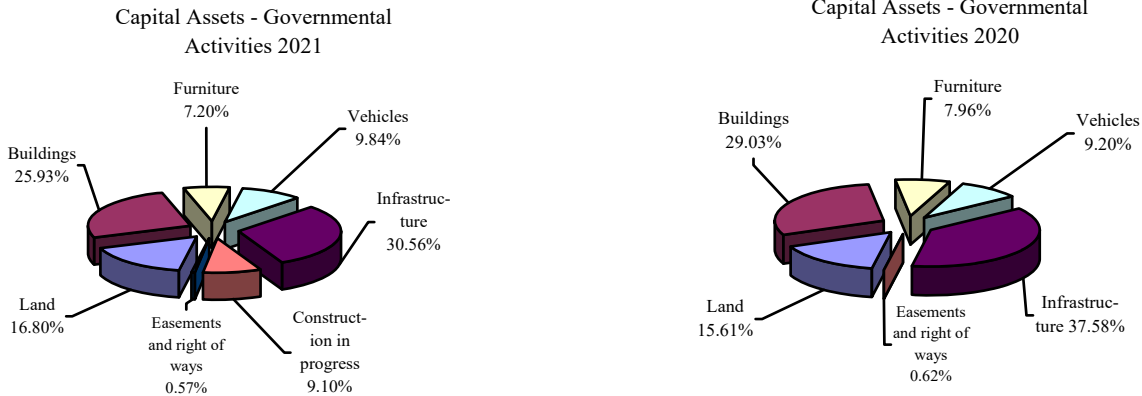 Capital Assets - Governmental
Activities 2021
Furniture
7.20%
Vehicles
9.84%
Buildings
25.93%
Infrastruc-
ture
30.56%
Land
16.80%
Easements
and right of
ways
0.57%
Construct-
ion in
progress
9.10%
Capital Assets - Governmental
Activities 2020
Furniture
7.96%
Vehicles
9.20%
Buildings
29.03%
Land
15.61%
Easements
and right of
ways
0.62%
Infrastruc-
ture 37.58%